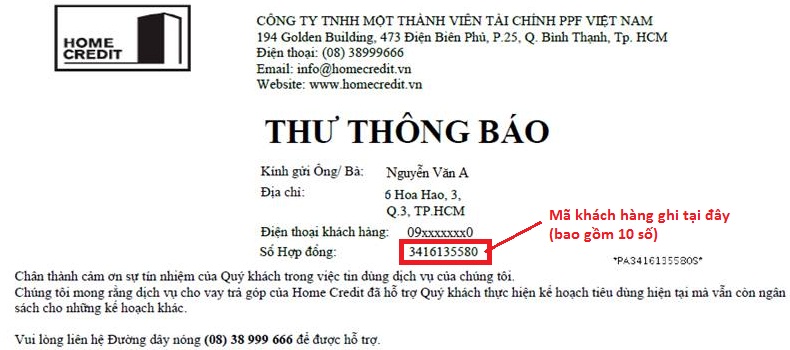 HOME
CREDIT
CÔNG TY TNHH MỘT THÀNH VIÊN TÀI CHÍNH PPF VIỆT NAM
194 Golden Building, 473 Điện Biên Phủ, P.25, Q. Bình Thạnh, Tp. HCM
Điện thoại: (08) 38999666
Email: info@homecredit.vn
Website: www.homecredit.vn
THƯ THÔNG BÁO
Kính gửi Ông/ Bà: Nguyễn Văn A
Địa chỉ: 6 Hoa Hao, 3,
Q.3, TP.HCM
Điện thoại khách hàng: 09xxxxxxx0
Số Hợp đồng: 3416135580
Mã khách hàng ghi tại đây
(bao gồm 10 số)
*PA3416135580S*
Chân thành cảm ơn sự tín nhiệm của Quý khách trong việc tin dùng dịch vụ của chúng tôi.
Chúng tôi mong rằng dịch vụ cho vay trả góp của Home Credit đã hỗ trợ Quý khách thực hiện kế hoạch tiêu dùng hiện tại mà vẫn còn ngân
sách cho những kế hoạch khác.
Vui lòng liên hệ Đường dây nóng (08) 38 999 666 để được hỗ trợ.